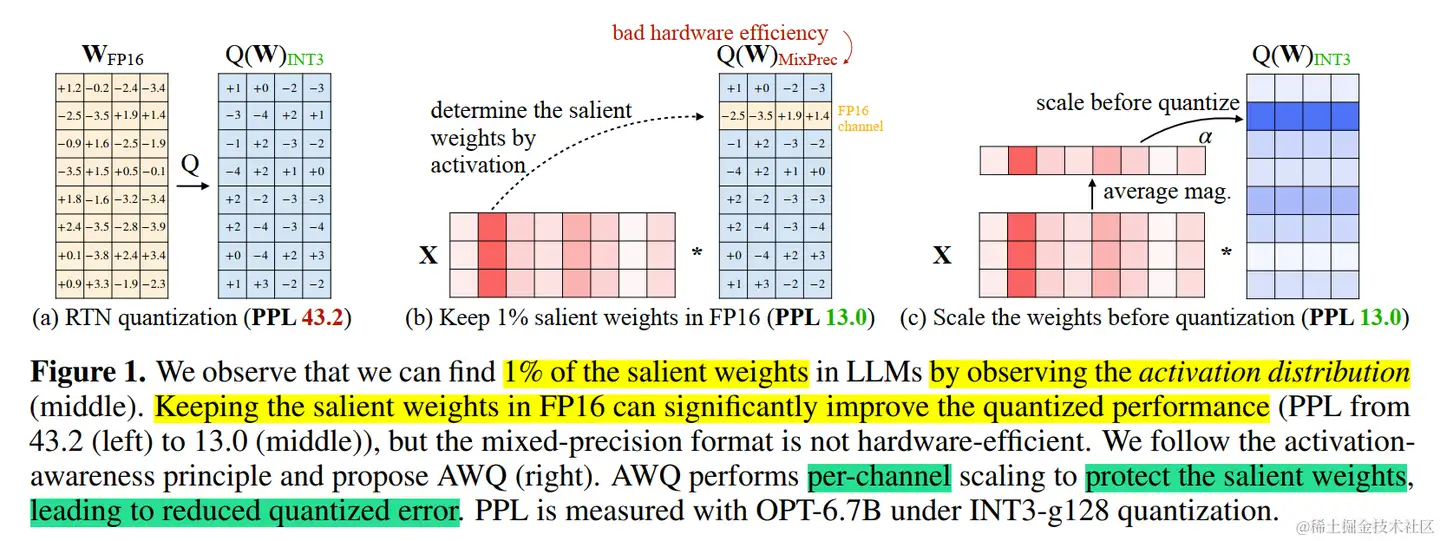 bad hardware efficiency
W_FP16 Q(W)_INT3 Q(W)_MixPrec Q(W)_INT3
+1.2 −0.2 −2.4 −3.4
−2.5 −3.5 +1.9 +1.4
−0.9 +1.6 −2.5 −1.9
−3.5 +1.5 +0.5 −0.1
+1.8 −1.6 −3.2 −3.4
+2.4 −3.5 −2.8 −3.9
+0.1 −3.8 +2.4 +3.4
+0.9 +3.3 −1.9 −2.3
Q
+1 +0 −2 −3
−3 −4 +2 +1
−1 +2 −3 −2
−4 +2 +1 +0
+2 −2 −3 −3
+2 −4 −3 −4
+0 −4 +2 +3
+1 +3 −2 −2
determine the salient
weights by
activation
X *
+1 +0 −2 −3
−2.5 −3.5 +1.9 +1.4
−1 +2 −3 −2
−4 +2 +1 +0
+2 −2 −3 −3
+2 −4 −3 −4
+0 −4 +2 +3
+1 +3 −2 −2
FP16
channel
scale before quantize
α
average mag.
X *
(a) RTN quantization (PPL 43.2) (b) Keep 1% salient weights in FP16 (PPL 13.0) (c) Scale the weights before quantization (PPL 13.0)
Figure 1. We observe that we can find 1% of the salient weights in LLMs by observing the activation distribution
(middle). Keeping the salient weights in FP16 can significantly improve the quantized performance (PPL from
43.2 (left) to 13.0 (middle)), but the mixed-precision format is not hardware-efficient. We follow the activation-
awareness principle and propose AWQ (right). AWQ performs per-channel scaling to protect the salient weights,
leading to reduced quantized error. PPL is measured with OPT-6.7B under INT3-g128 quantization.
@稀土掘金技术社区